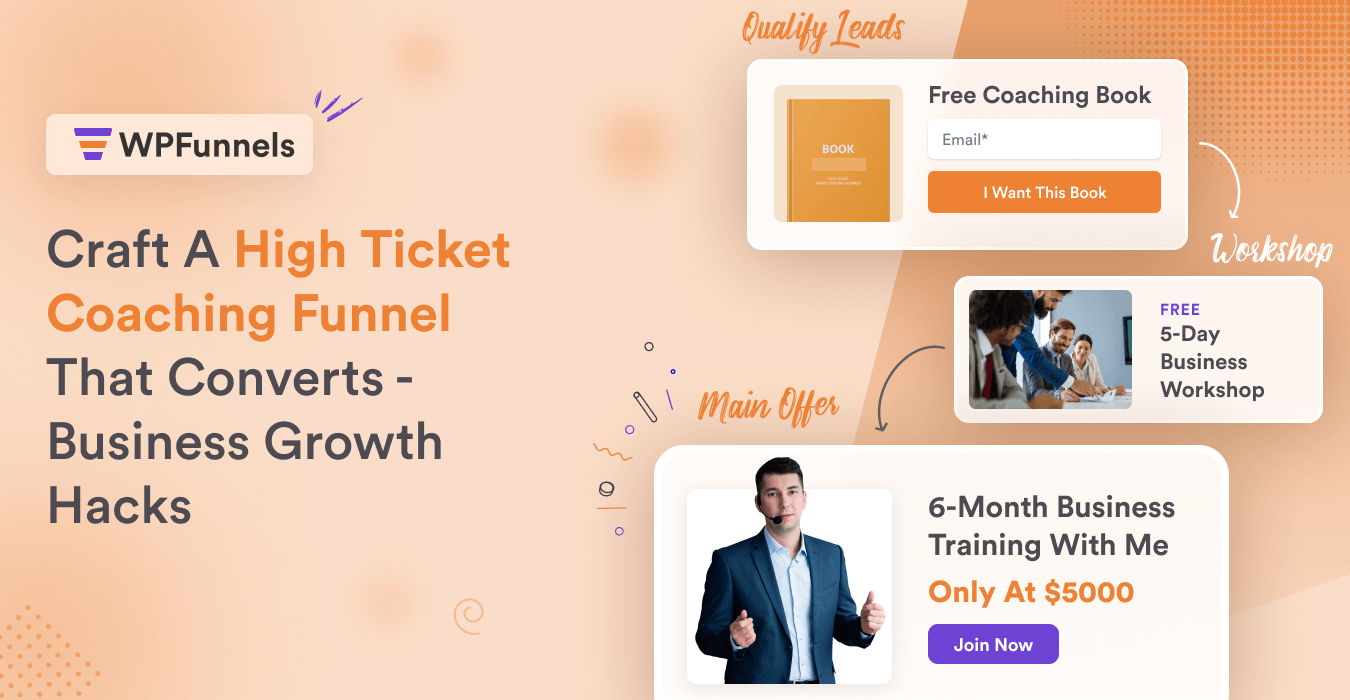 WPFunnels
Craft A High Ticket
Coaching Funnel
That Converts -
Business Growth
Hacks
Qualify Leads
BOOK
Free Coaching Book
Email*
I Want This Book
Workshop
FREE
5-Day
Business
Workshop
Main Offer
6-Month Business
Training With Me
Only At $5000
Join Now